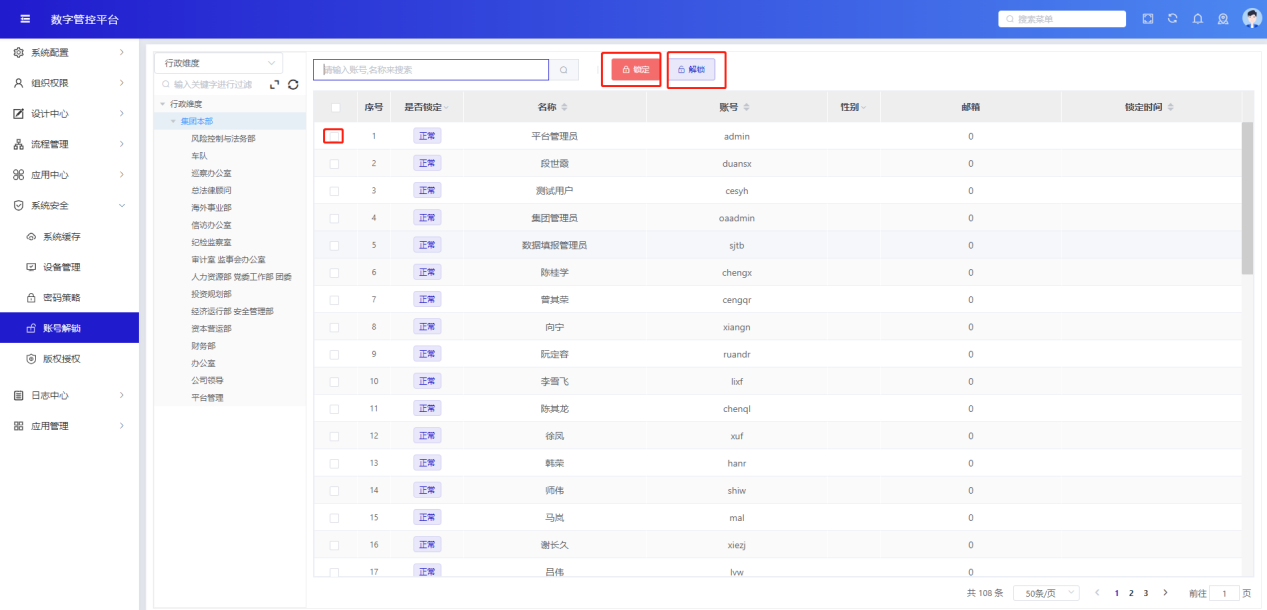 数字管控平台
搜索菜单
系统配置
组织权限
设计中心
流程管理
应用中心
系统安全
系统缓存
设备管理
密码策略
账号解锁
版权授权
日志中心
应用管理
行政维度
输入关键字进行过滤
行政维度
集团本部
风险控制与法务部
车队
巡察办公室
总法律顾问
海外事业部
信访办公室
纪检监察室
审计室 监事会办公室
人力资源部 党委工作部 团委
投资规划部
经济运行部 安全管理部
资本营运部
财务部
办公室
公司领导
平台管理
请输入账号,名称来搜索
锁定
解锁
序号 是否锁定 名称 账号 性别 邮箱 锁定时间
1 正常 平台管理员 admin 0
2 正常 段世霞 duansx 0
3 正常 测试用户 cesyh 0
4 正常 集团管理员 oaadmin 0
5 正常 数据填报管理员 sjtb 0
6 正常 陈桂学 chengx 0
7 正常 曾其荣 cengqr 0
8 正常 向宁 xiangn 0
9 正常 阮定容 ruandr 0
10 正常 李雪飞 lixf 0
11 正常 陈其龙 chenql 0
12 正常 徐凤 xuf 0
13 正常 韩荣 hanr 0
14 正常 师伟 shiw 0
15 正常 马岚 mal 0
16 正常 谢长久 xiezj 0
17 正常 吕伟 lvw 0
共 108 条 50条/页 1 2 3 前往 1 页